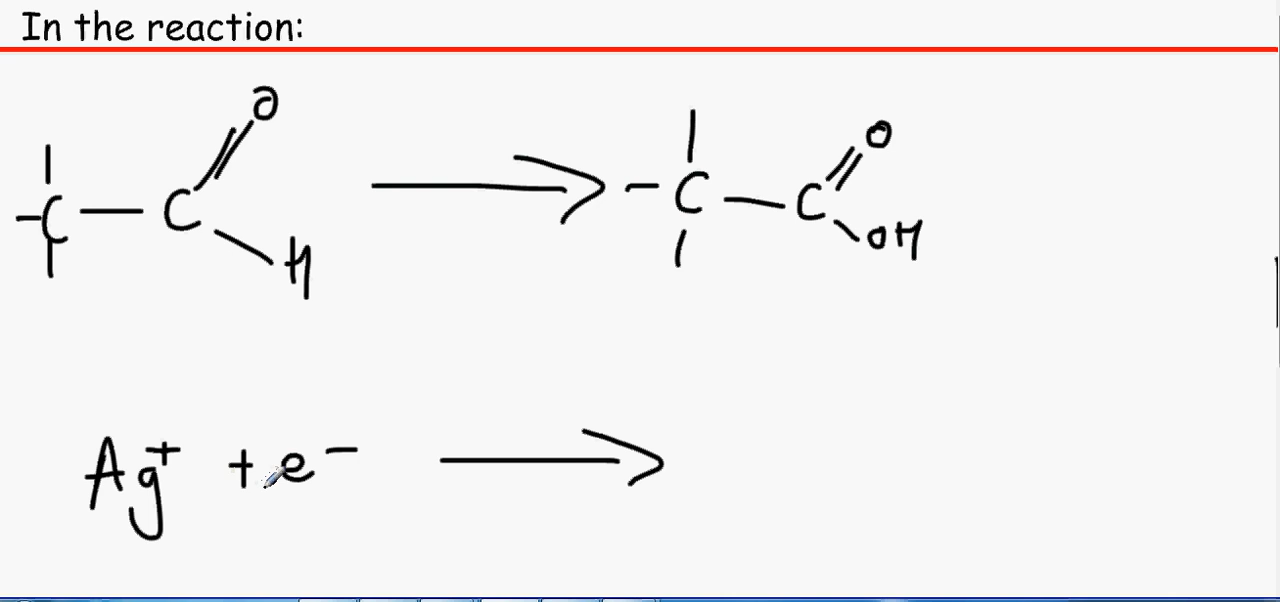 In the reaction:
O O
C — C → C — C
H OH
Ag⁺ + e⁻ →